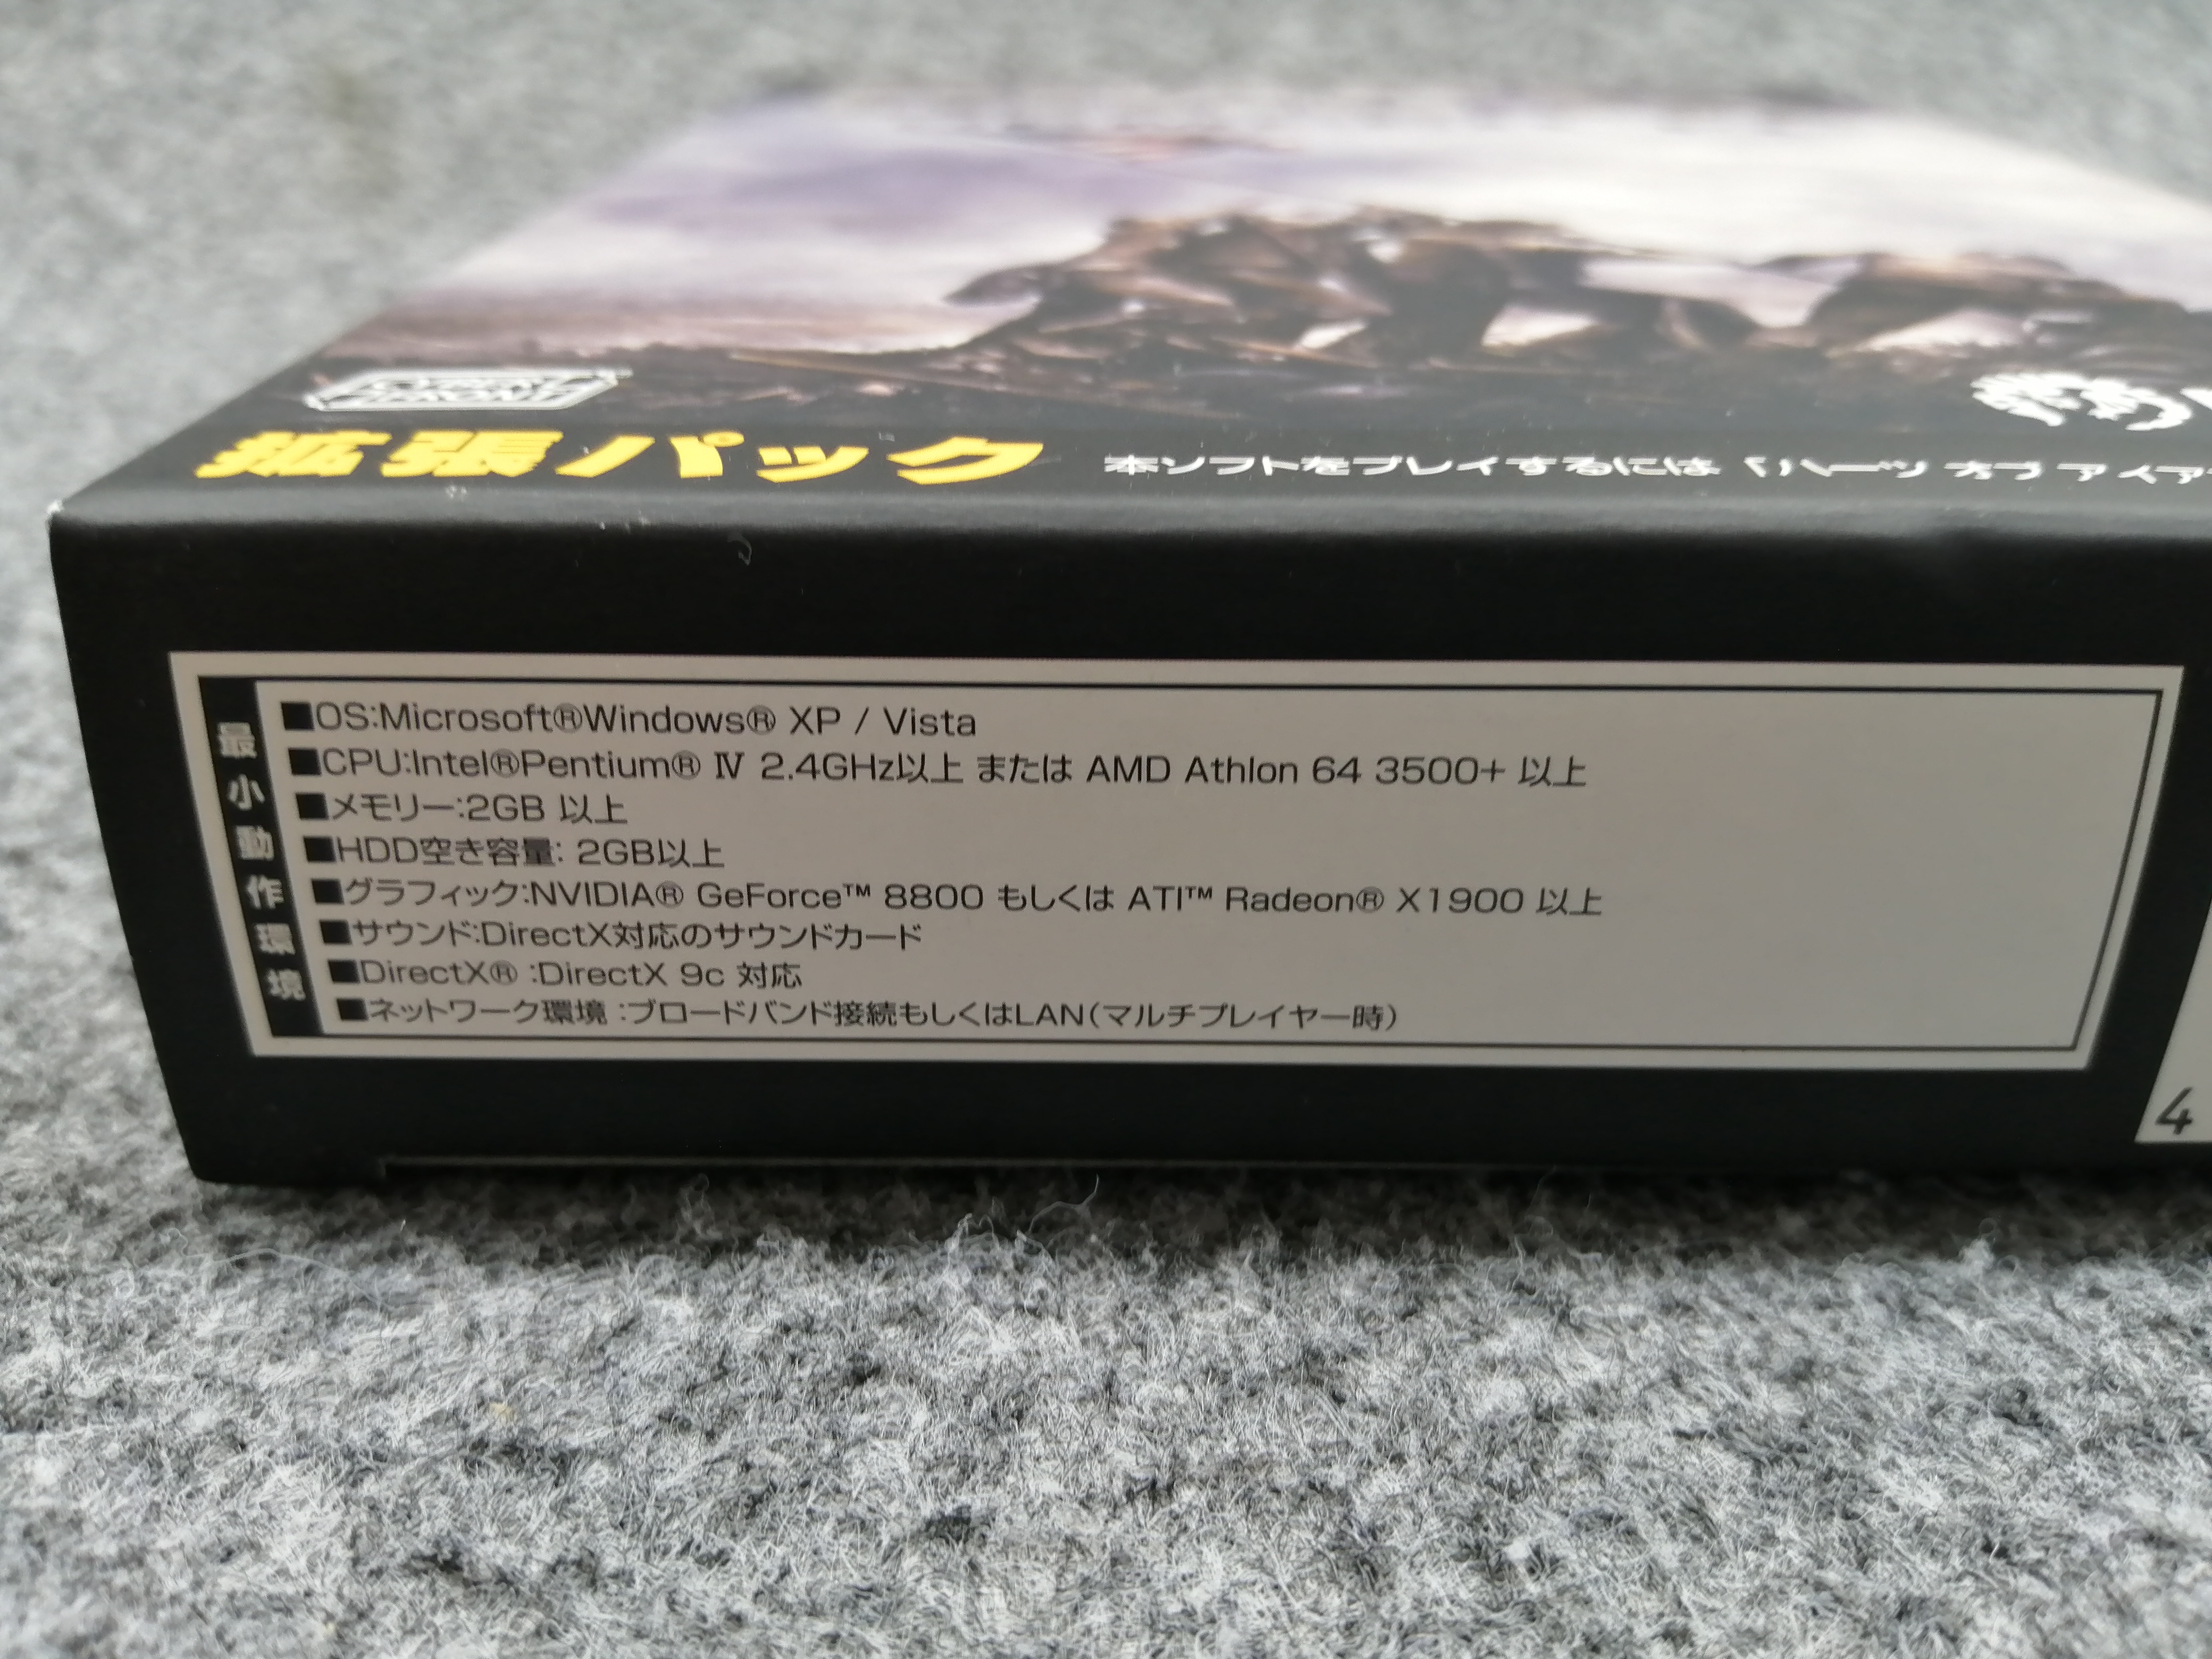 CYBER
FRONT
拡張パック
本ソフトをプレイするには「ハーツ オブ アイア
最小動作環境
■OS:Microsoft®Windows® XP / Vista
■CPU:Intel®Pentium® Ⅳ 2.4GHz以上 または AMD Athlon 64 3500+ 以上
■メモリー:2GB 以上
■HDD空き容量: 2GB以上
■グラフィック:NVIDIA® GeForce™ 8800 もしくは ATI™ Radeon® X1900 以上
■サウンド:DirectX対応のサウンドカード
■DirectX® :DirectX 9c 対応
■ネットワーク環境 :ブロードバンド接続もしくはLAN(マルチプレイヤー時)
4